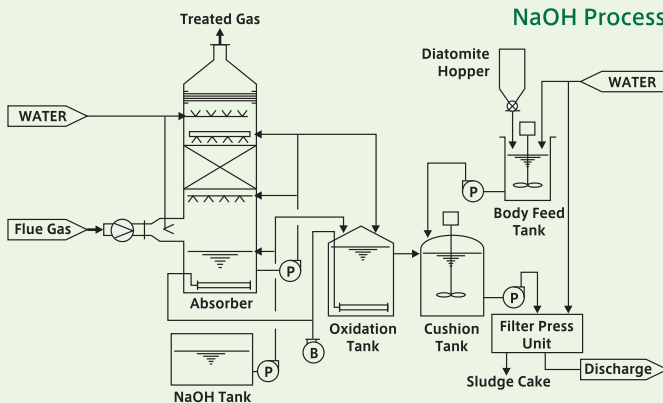 NaOH Process
Treated Gas
Diatomite
Hopper
WATER
WATER
P
Body Feed
Tank
Flue Gas
P
Absorber
P
Oxidation
Tank
Cushion
Tank
Filter Press
Unit
B
P
NaOH Tank
Sludge Cake
Discharge